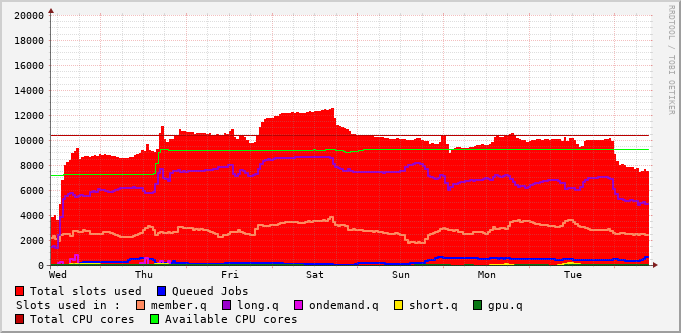 RRDTOOL / TOBI OETIKER
20000
18000
16000
14000
12000
10000
8000
6000
4000
2000
0
Wed Thu Fri Sat Sun Mon Tue
Total slots used Queued Jobs
Slots used in : member.q long.q ondemand.q short.q gpu.q
Total CPU cores Available CPU cores